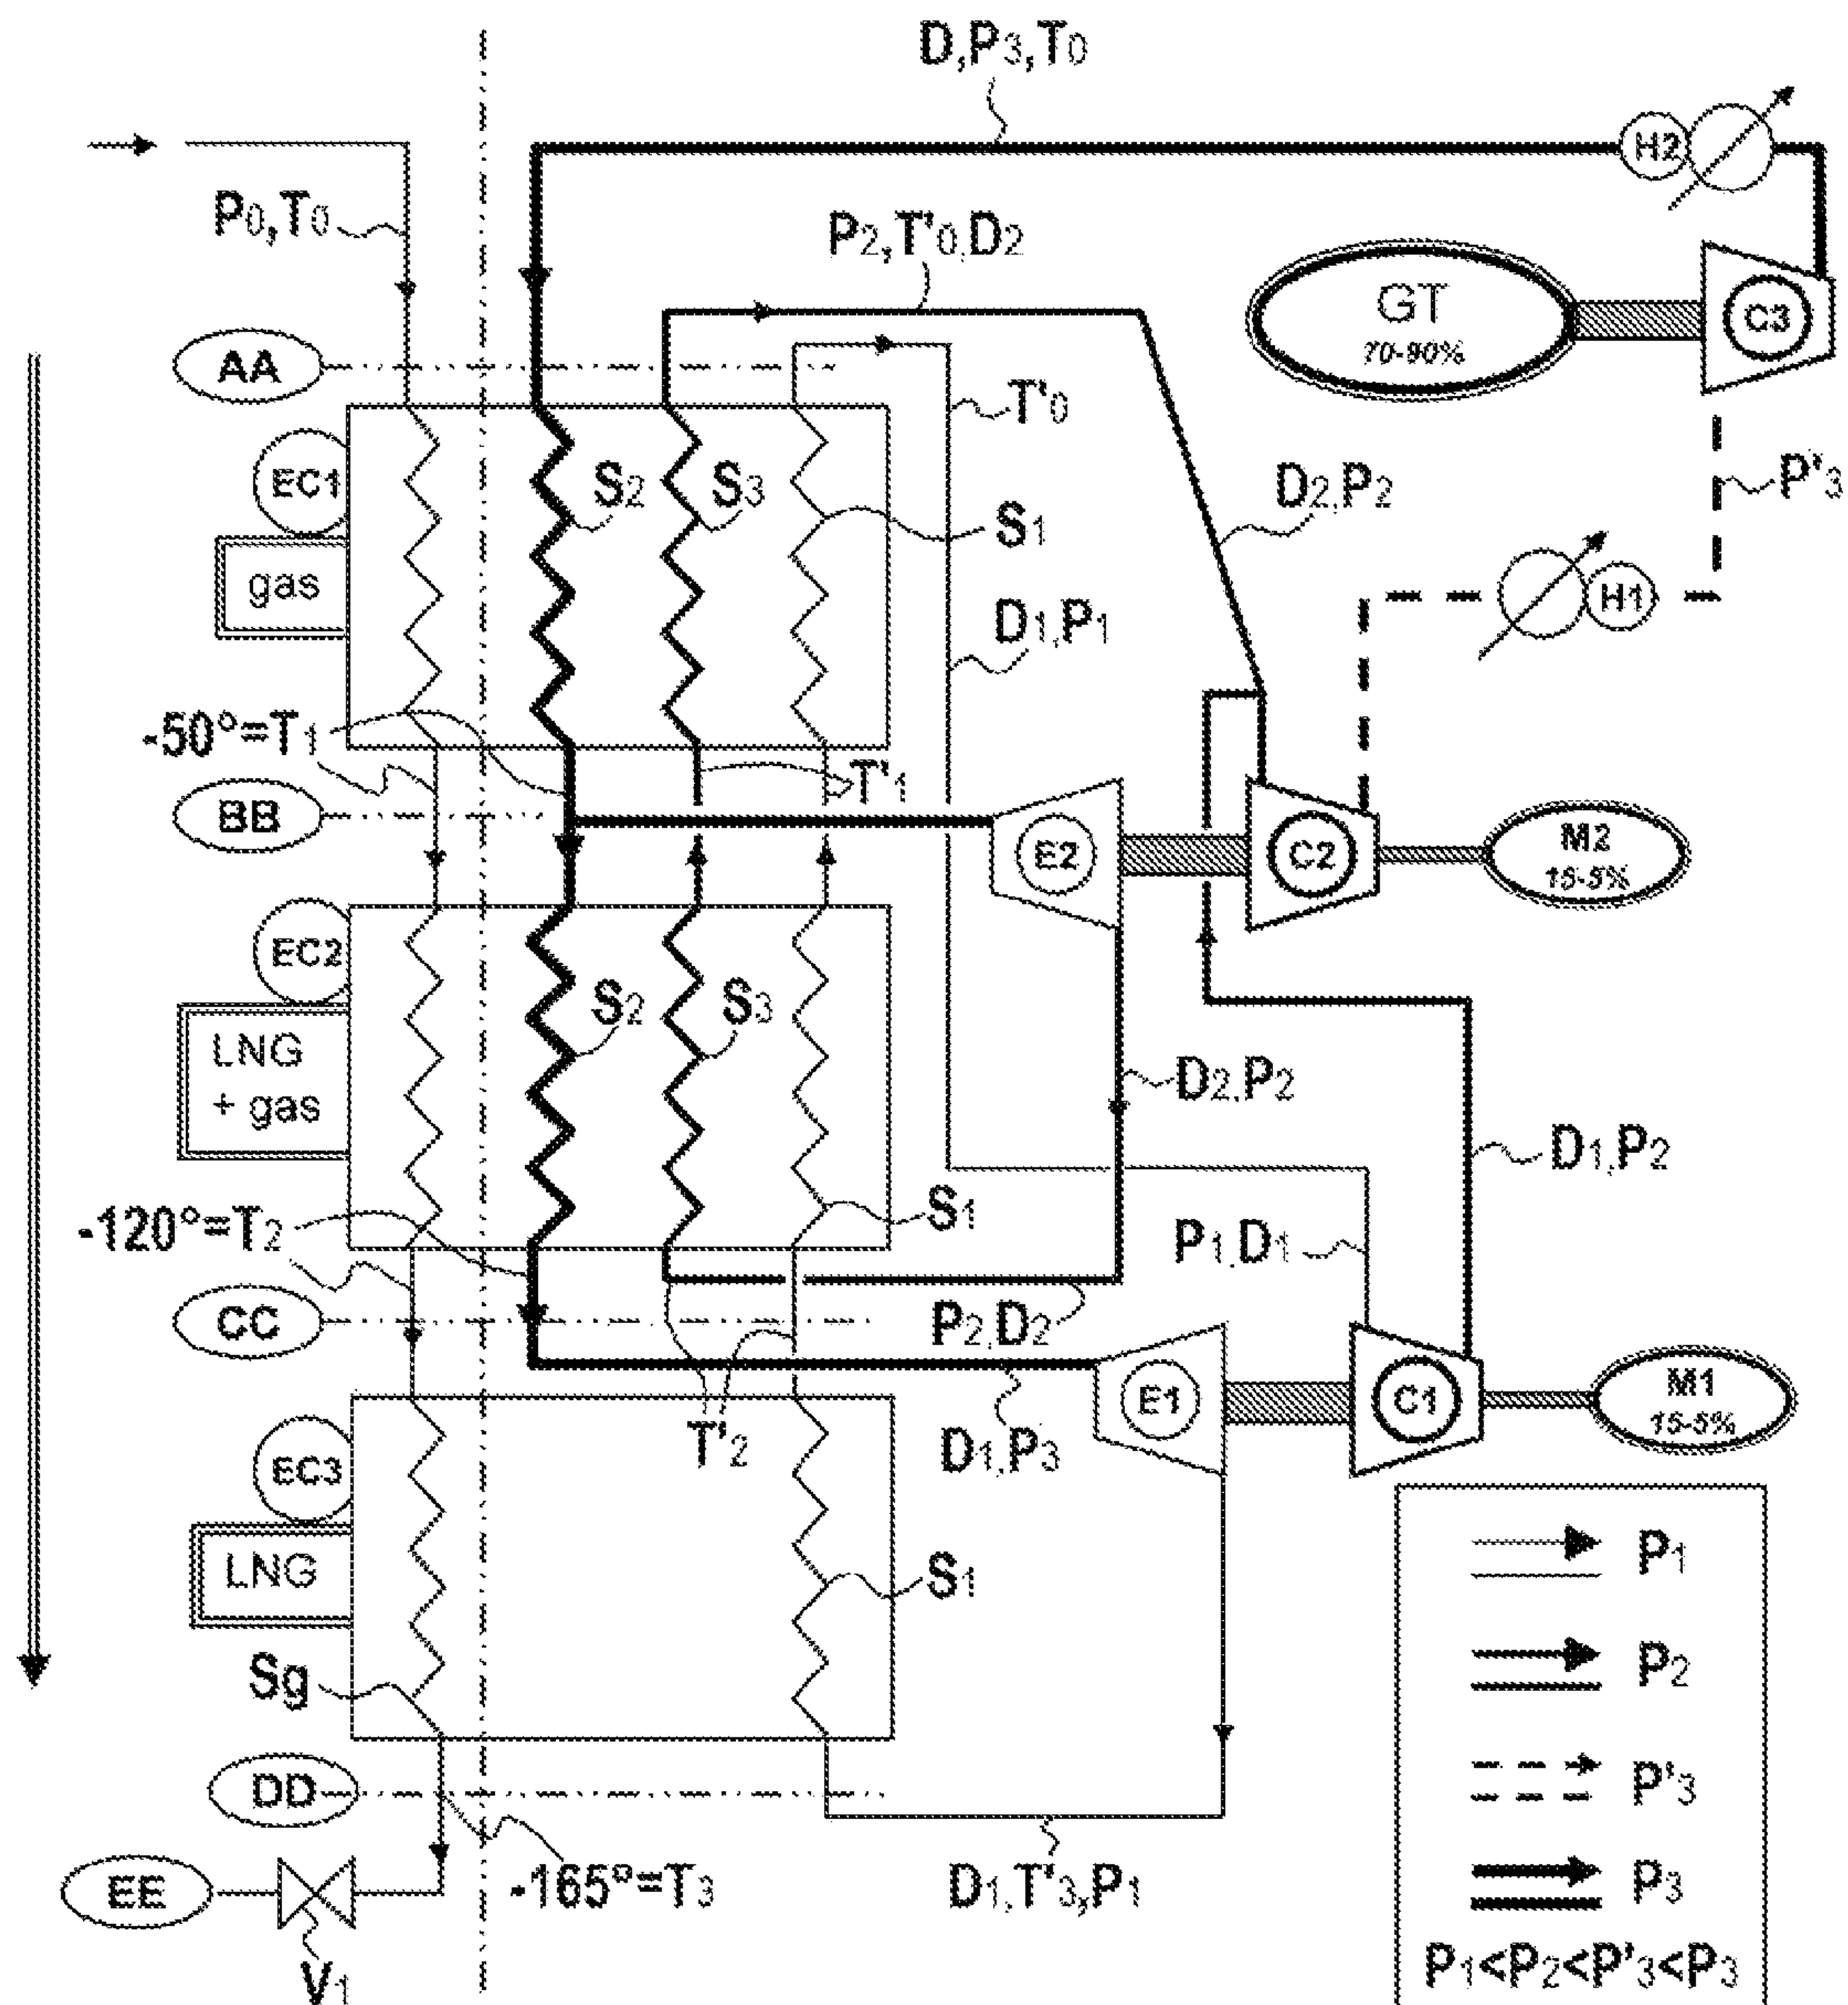 D,P3,T0
H2
P0,T0
P2,T'0,D2
GT
70-90%
C3
AA
T'0
EC1
S2
S3
D2,P2
P'3
S1
gas
H1
D1,P1
-50°=T1
T'1
BB
E2
C2
M2
15-5%
EC2
S2
S3
LNG
+ gas
D2,P2
D1,P2
S1
-120°=T2
P1,D1
CC
P2,D2
E1
C1
M1
15-5%
T'2
D1,P3
EC3
P1
LNG
S1
Sg
P2
DD
P'3
EE
-165°=T3
D1,T'3,P1
P3
V1
P1<P2<P'3<P3